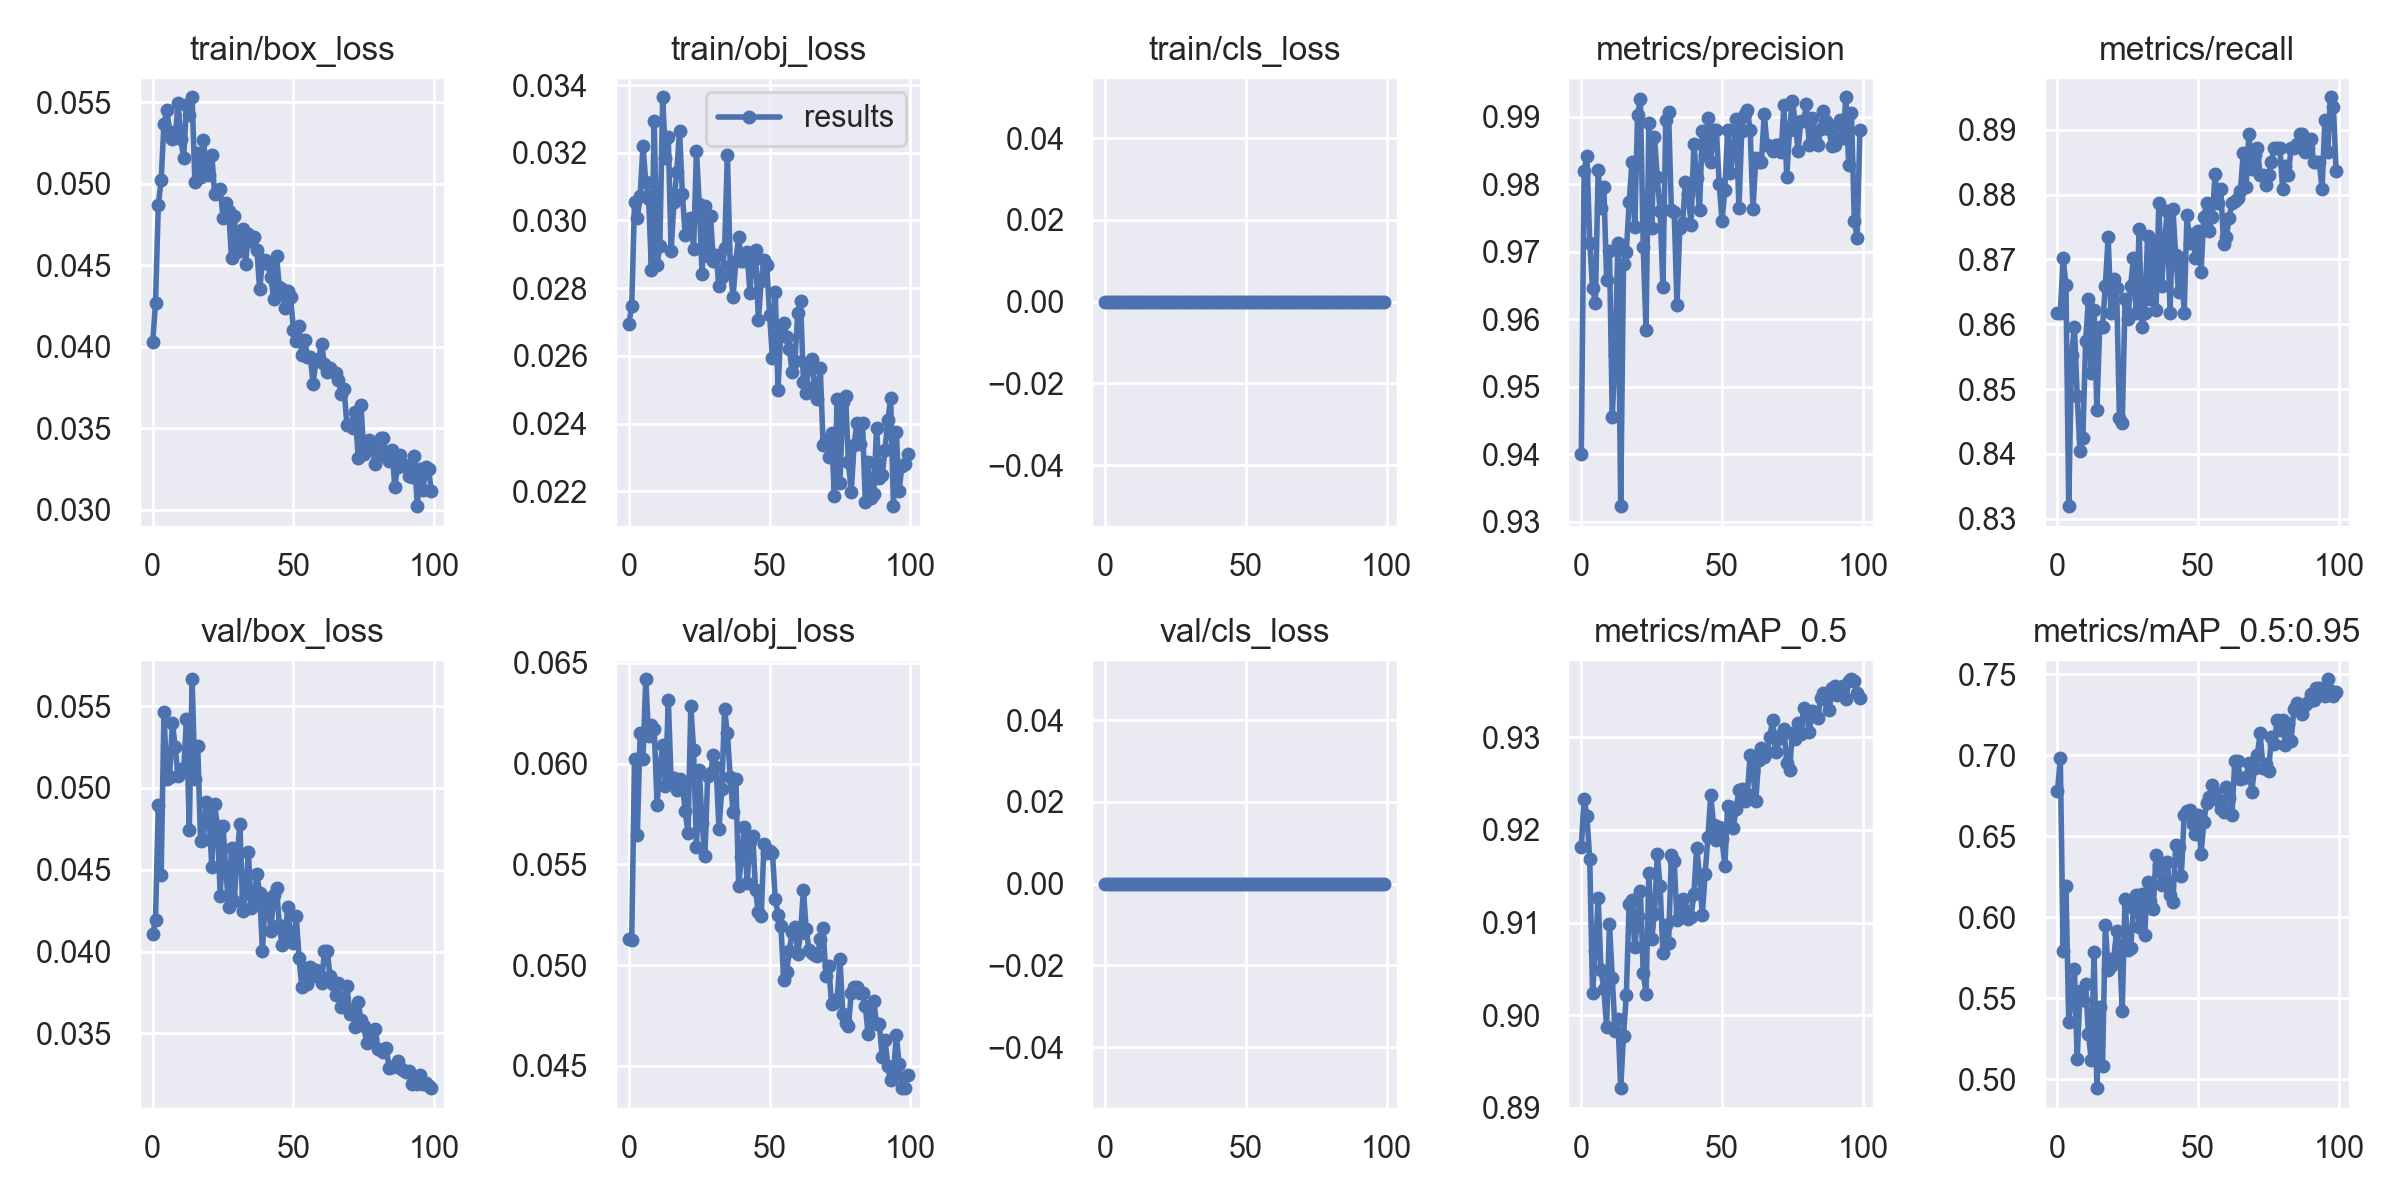 train/box_loss
0.055
0.050
0.045
0.040
0.035
0.030
0 50 100
train/obj_loss
results
0.034
0.032
0.030
0.028
0.026
0.024
0.022
0 50 100
train/cls_loss
0.04
0.02
0.00
−0.02
−0.04
0 50 100
metrics/precision
0.99
0.98
0.97
0.96
0.95
0.94
0.93
0 50 100
metrics/recall
0.89
0.88
0.87
0.86
0.85
0.84
0.83
0 50 100
val/box_loss
0.055
0.050
0.045
0.040
0.035
0 50 100
val/obj_loss
0.065
0.060
0.055
0.050
0.045
0 50 100
val/cls_loss
0.04
0.02
0.00
−0.02
−0.04
0 50 100
metrics/mAP_0.5
0.93
0.92
0.91
0.90
0.89
0 50 100
metrics/mAP_0.5:0.95
0.75
0.70
0.65
0.60
0.55
0.50
0 50 100